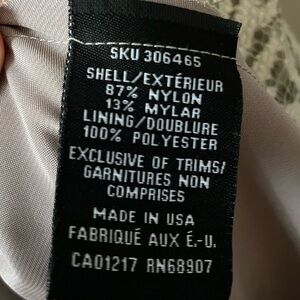 SKU 306465
SHELL/EXTÉRIEUR
87% NYLON
13% MYLAR
LINING/DOUBLURE
100% POLYESTER
EXCLUSIVE OF TRIMS/
GARNITURES NON
COMPRISES
MADE IN USA
FABRIQUÉ AUX É.-U.
CA01217 RN68907